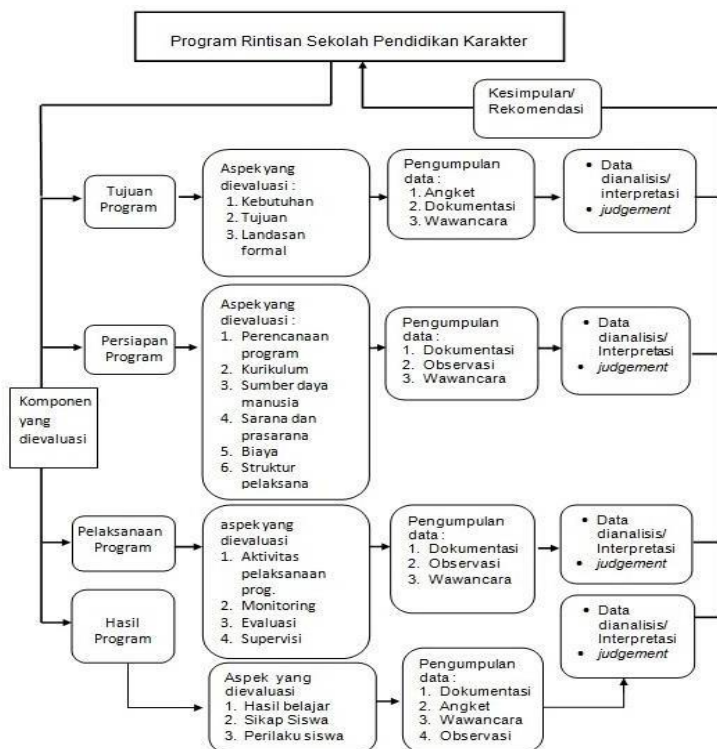 Program Rintisan Sekolah Pendidikan Karakter
Kesimpulan/
Rekomendasi
Tujuan
Program
Aspek yang
dievaluasi :
1. Kebutuhan
2. Tujuan
3. Landasan
formal
Pengumpulan
data :
1. Angket
2. Dokumentasi
3. Wawancara
• Data
dianalisis/
interpretasi
• judgement
Komponen
yang
dievaluasi
Persiapan
Program
Aspek yang
dievaluasi :
1. Perencanaan
program
2. Kurikulum
3. Sumber daya
manusia
4. Sarana dan
prasarana
5. Biaya
6. Struktur
pelaksana
Pengumpulan
data :
1. Dokumentasi
2. Observasi
3. Wawancara
• Data
dianalisis/
Interpretasi
• judgement
Pelaksanaan
Program
aspek yang
dievaluasi
1. Aktivitas
pelaksanaan
prog.
2. Monitoring
3. Evaluasi
4. Supervisi
Pengumpulan
data :
1. Dokumentasi
2. Observasi
3. Wawancara
• Data
dianalisis/
Interpretasi
• judgement
Hasil
Program
Aspek yang
dievaluasi
1. Hasil belajar
2. Sikap Siswa
3. Perilaku siswa
Pengumpulan
data :
1. Dokumentasi
2. Angket
3. Wawancara
4. Observasi
• Data
dianalisis/
Interpretasi
• judgement